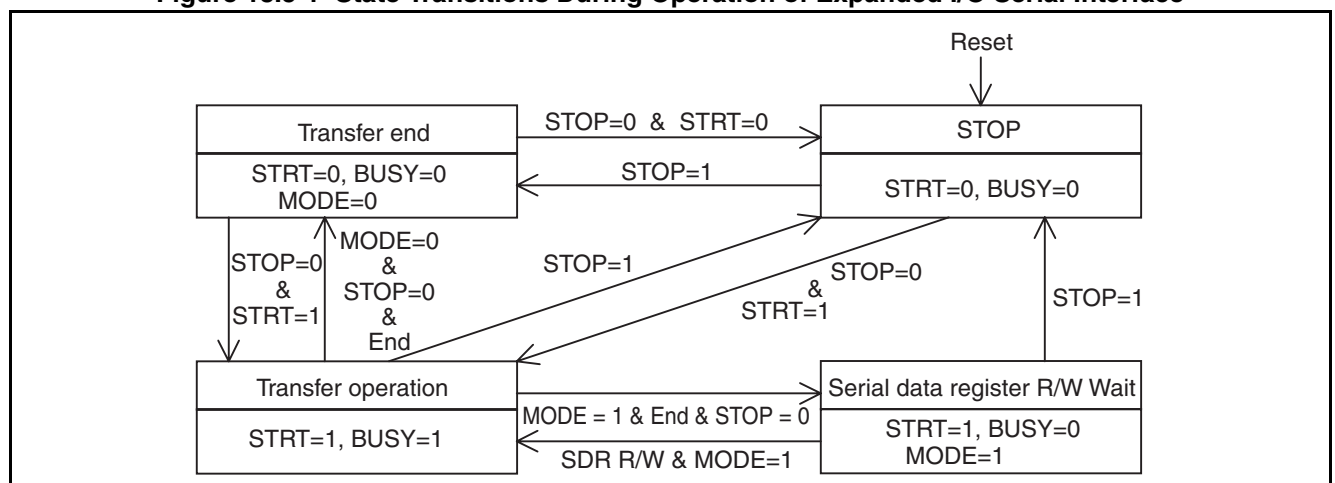 Figure 16.3-1 State Transitions During Operation of Expanded I/O Serial Interface
Reset
Transfer end
STRT=0, BUSY=0
MODE=0
STOP=0 & STRT=0
STOP=1
STOP
STRT=0, BUSY=0
STOP=0
&
STRT=1
MODE=0
&
STOP=0
&
End
STOP=1
STOP=0
&
STRT=1
STOP=1
Transfer operation
STRT=1, BUSY=1
MODE = 1 & End & STOP = 0
SDR R/W & MODE=1
Serial data register R/W Wait
STRT=1, BUSY=0
MODE=1